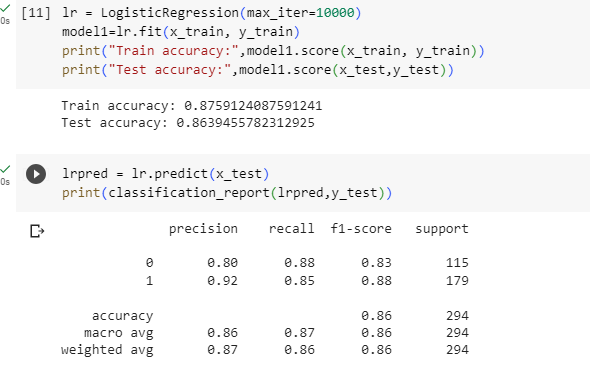 [11] lr = LogisticRegression(max_iter=10000)
0s
model1=lr.fit(x_train, y_train)
print("Train accuracy:",model1.score(x_train, y_train))
print("Test accuracy:",model1.score(x_test,y_test))
Train accuracy: 0.8759124087591241
Test accuracy: 0.8639455782312925
lrpred = lr.predict(x_test)
0s
print(classification_report(lrpred,y_test))
precision recall f1-score support
0 0.80 0.88 0.83 115
1 0.92 0.85 0.88 179
accuracy 0.86 294
macro avg 0.86 0.87 0.86 294
weighted avg 0.87 0.86 0.86 294